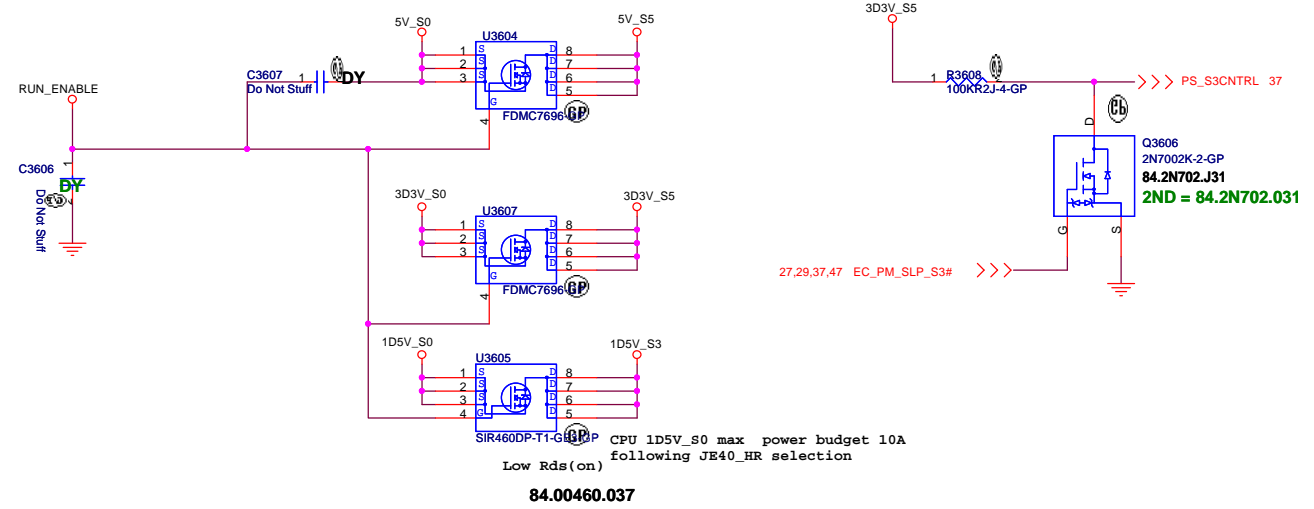 5V_S0
U3604
5V_S5
1 S D 8
2 S D 7
3 S D 6
D 5
G
4
FDMC7696-GP
C3607 1
DY
Do Not Stuff
RUN_ENABLE
C3606
1
DY
Do Not Stuff
3D3V_S0
U3607
3D3V_S5
1 S D 8
2 S D 7
3 S D 6
D 5
G
4
FDMC7696-GP
1D5V_S0
U3605
1D5V_S3
1 S D 8
2 S D 7
3 S D 6
4 G D 5
GP
CPU 1D5V_S0 max power budget 10A
following JE40_HR selection
Low Rds(on)
84.00460.037
3D3V_S5
1 R3608
100KR2J-4-GP
PS_S3CNTRL 37
D
Q3606
2N7002K-2-GP
84.2N702.J31
2ND = 84.2N702.031
G
S
27,29,37,47 EC_PM_SLP_S3#